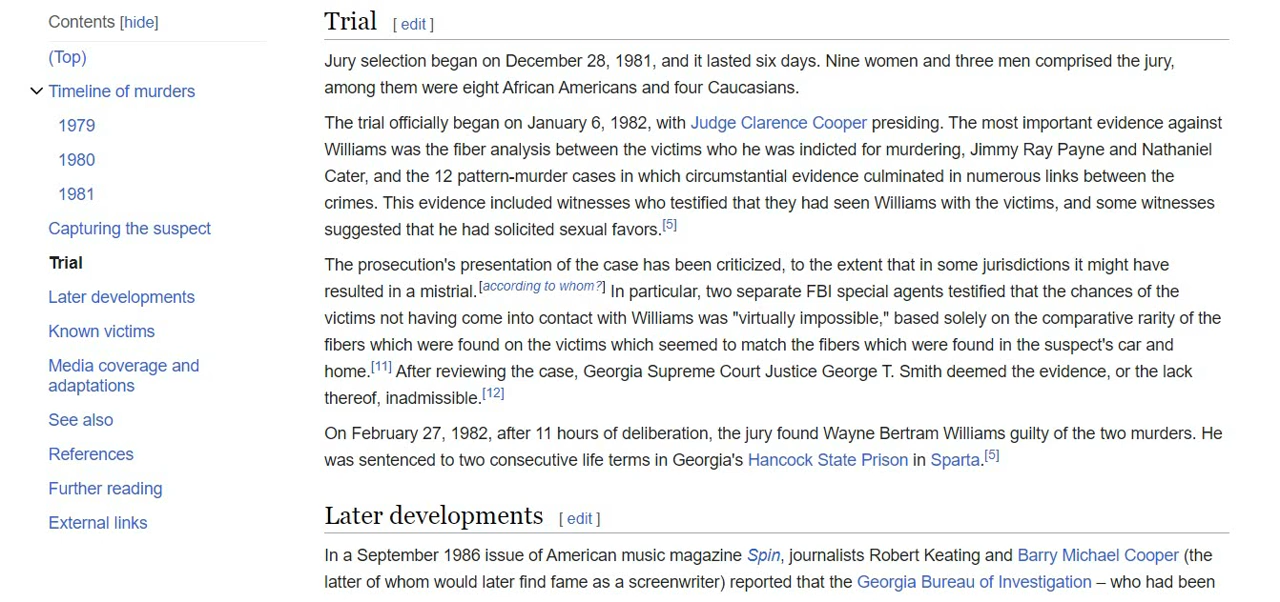 Contents [hide]
(Top)
Timeline of murders
1979
1980
1981
Capturing the suspect
Trial
Later developments
Known victims
Media coverage and
adaptations
See also
References
Further reading
External links
Trial [ edit ]
Jury selection began on December 28, 1981, and it lasted six days. Nine women and three men comprised the jury,
among them were eight African Americans and four Caucasians.
The trial officially began on January 6, 1982, with Judge Clarence Cooper presiding. The most important evidence against
Williams was the fiber analysis between the victims who he was indicted for murdering, Jimmy Ray Payne and Nathaniel
Cater, and the 12 pattern-murder cases in which circumstantial evidence culminated in numerous links between the
crimes. This evidence included witnesses who testified that they had seen Williams with the victims, and some witnesses
suggested that he had solicited sexual favors.[5]
The prosecution's presentation of the case has been criticized, to the extent that in some jurisdictions it might have
resulted in a mistrial.[according to whom?] In particular, two separate FBI special agents testified that the chances of the
victims not having come into contact with Williams was "virtually impossible," based solely on the comparative rarity of the
fibers which were found on the victims which seemed to match the fibers which were found in the suspect's car and
home.[11] After reviewing the case, Georgia Supreme Court Justice George T. Smith deemed the evidence, or the lack
thereof, inadmissible.[12]
On February 27, 1982, after 11 hours of deliberation, the jury found Wayne Bertram Williams guilty of the two murders. He
was sentenced to two consecutive life terms in Georgia's Hancock State Prison in Sparta.[5]
Later developments [ edit ]
In a September 1986 issue of American music magazine Spin, journalists Robert Keating and Barry Michael Cooper (the
latter of whom would later find fame as a screenwriter) reported that the Georgia Bureau of Investigation – who had been